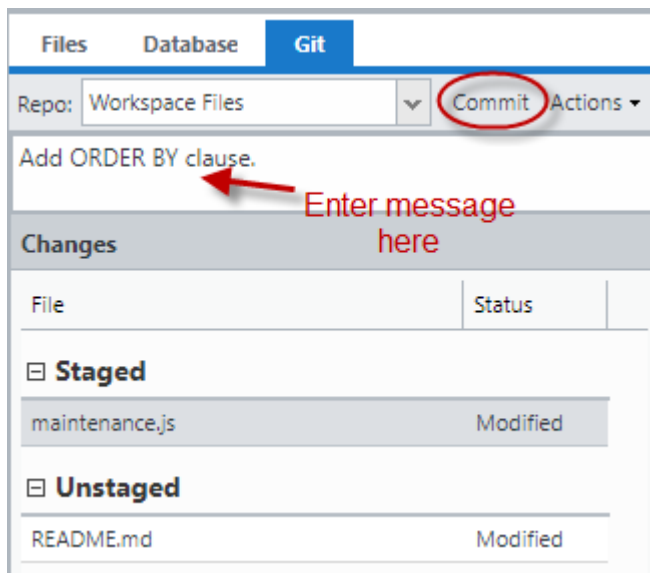 Files Database Git
Repo: Workspace Files Commit Actions
Add ORDER BY clause.
Enter message
here
Changes
File Status
Staged
maintenance.js Modified
Unstaged
README.md Modified